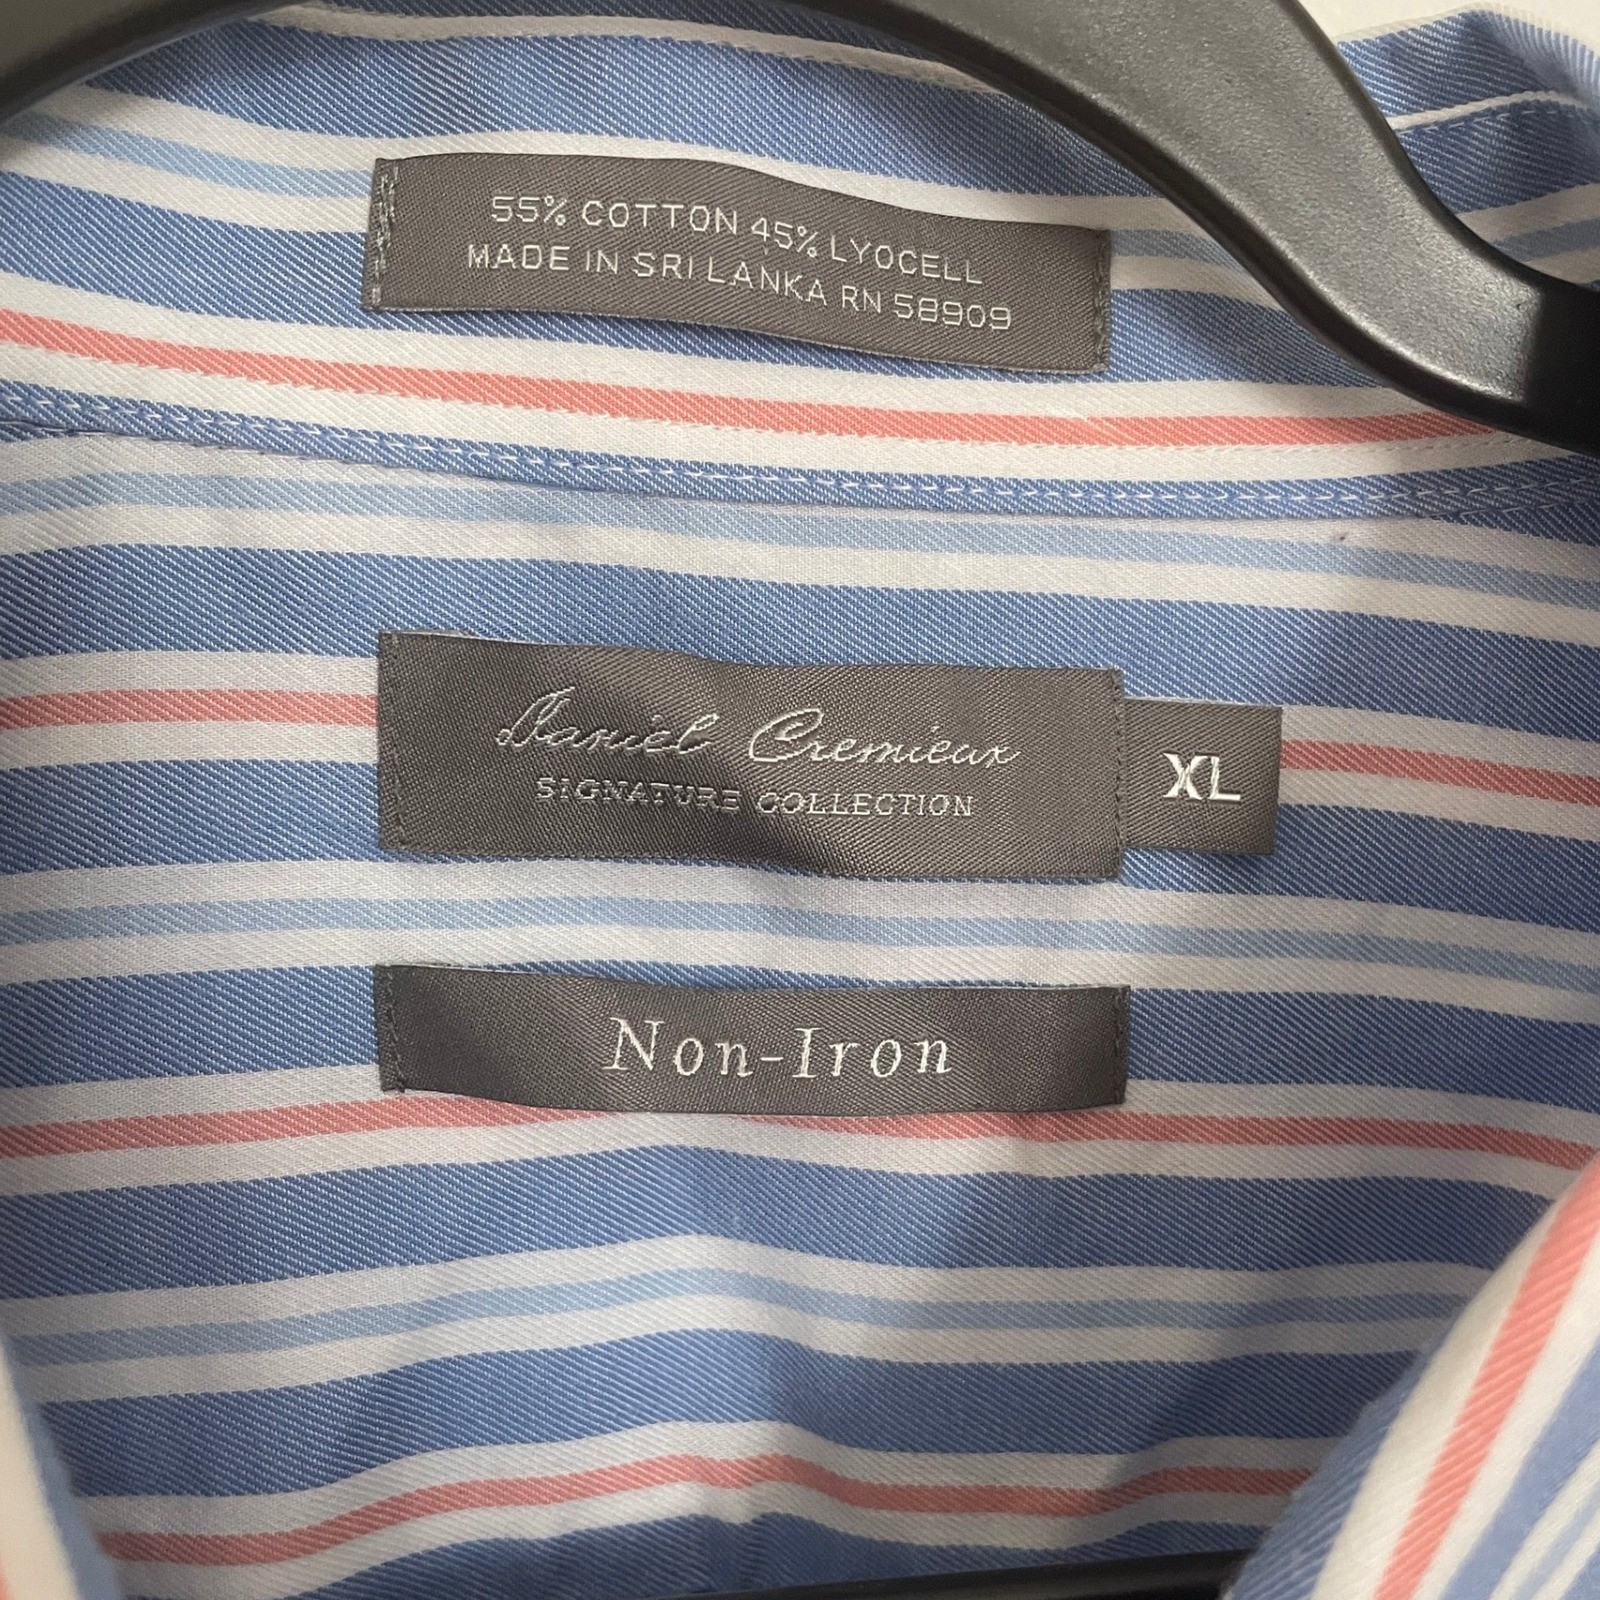 55% COTTON 45% LYOCELL
MADE IN SRI LANKA RN 58909
Daniel Cremieux
SIGNATURE COLLECTION
XL
Non-Iron